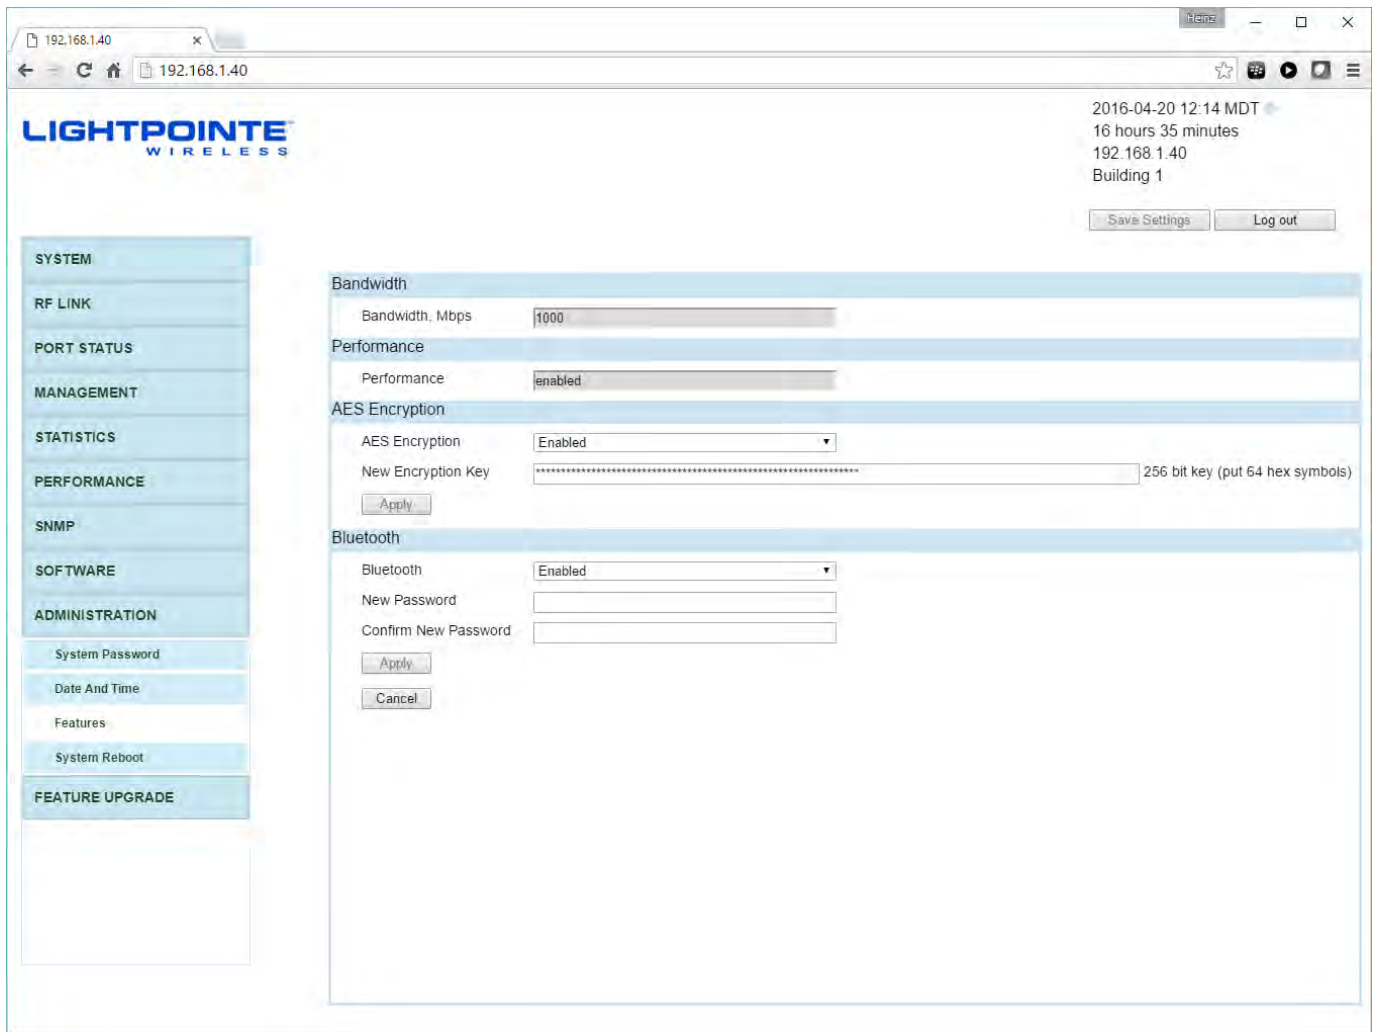 Heinz
192.168.1.40
192.168.1.40
LIGHTPOINTE
WIRELESS
2016-04-20 12:14 MDT
16 hours 35 minutes
192.168.1.40
Building 1
Save Settings
Log out
SYSTEM
RF LINK
PORT STATUS
MANAGEMENT
STATISTICS
PERFORMANCE
SNMP
SOFTWARE
ADMINISTRATION
System Password
Date And Time
Features
System Reboot
FEATURE UPGRADE
Bandwidth
Bandwidth, Mbps 1000
Performance
Performance enabled
AES Encryption
AES Encryption Enabled
New Encryption Key **************************************************************** 256 bit key (put 64 hex symbols)
Apply
Bluetooth
Bluetooth Enabled
New Password
Confirm New Password
Apply
Cancel